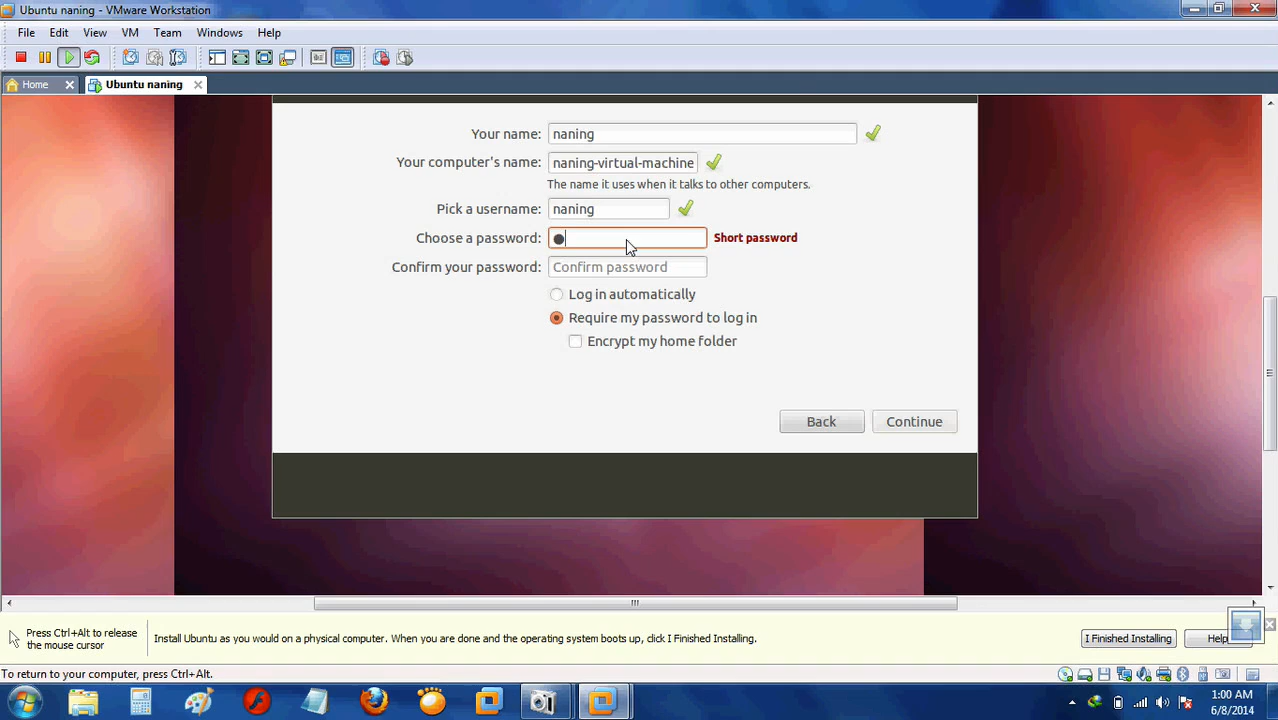 Ubuntu naning - VMware Workstation
File Edit View VM Team Windows Help
Home Ubuntu naning
Your name: naning
Your computer's name: naning-virtual-machine
The name it uses when it talks to other computers.
Pick a username: naning
Choose a password: Short password
Confirm your password: Confirm password
Log in automatically
Require my password to log in
Encrypt my home folder
Back Continue
Press Ctrl+Alt to release
the mouse cursor
Install Ubuntu as you would on a physical computer. When you are done and the operating system boots up, click I Finished Installing.
I Finished Installing Help
To return to your computer, press Ctrl+Alt.
1:00 AM
6/8/2014